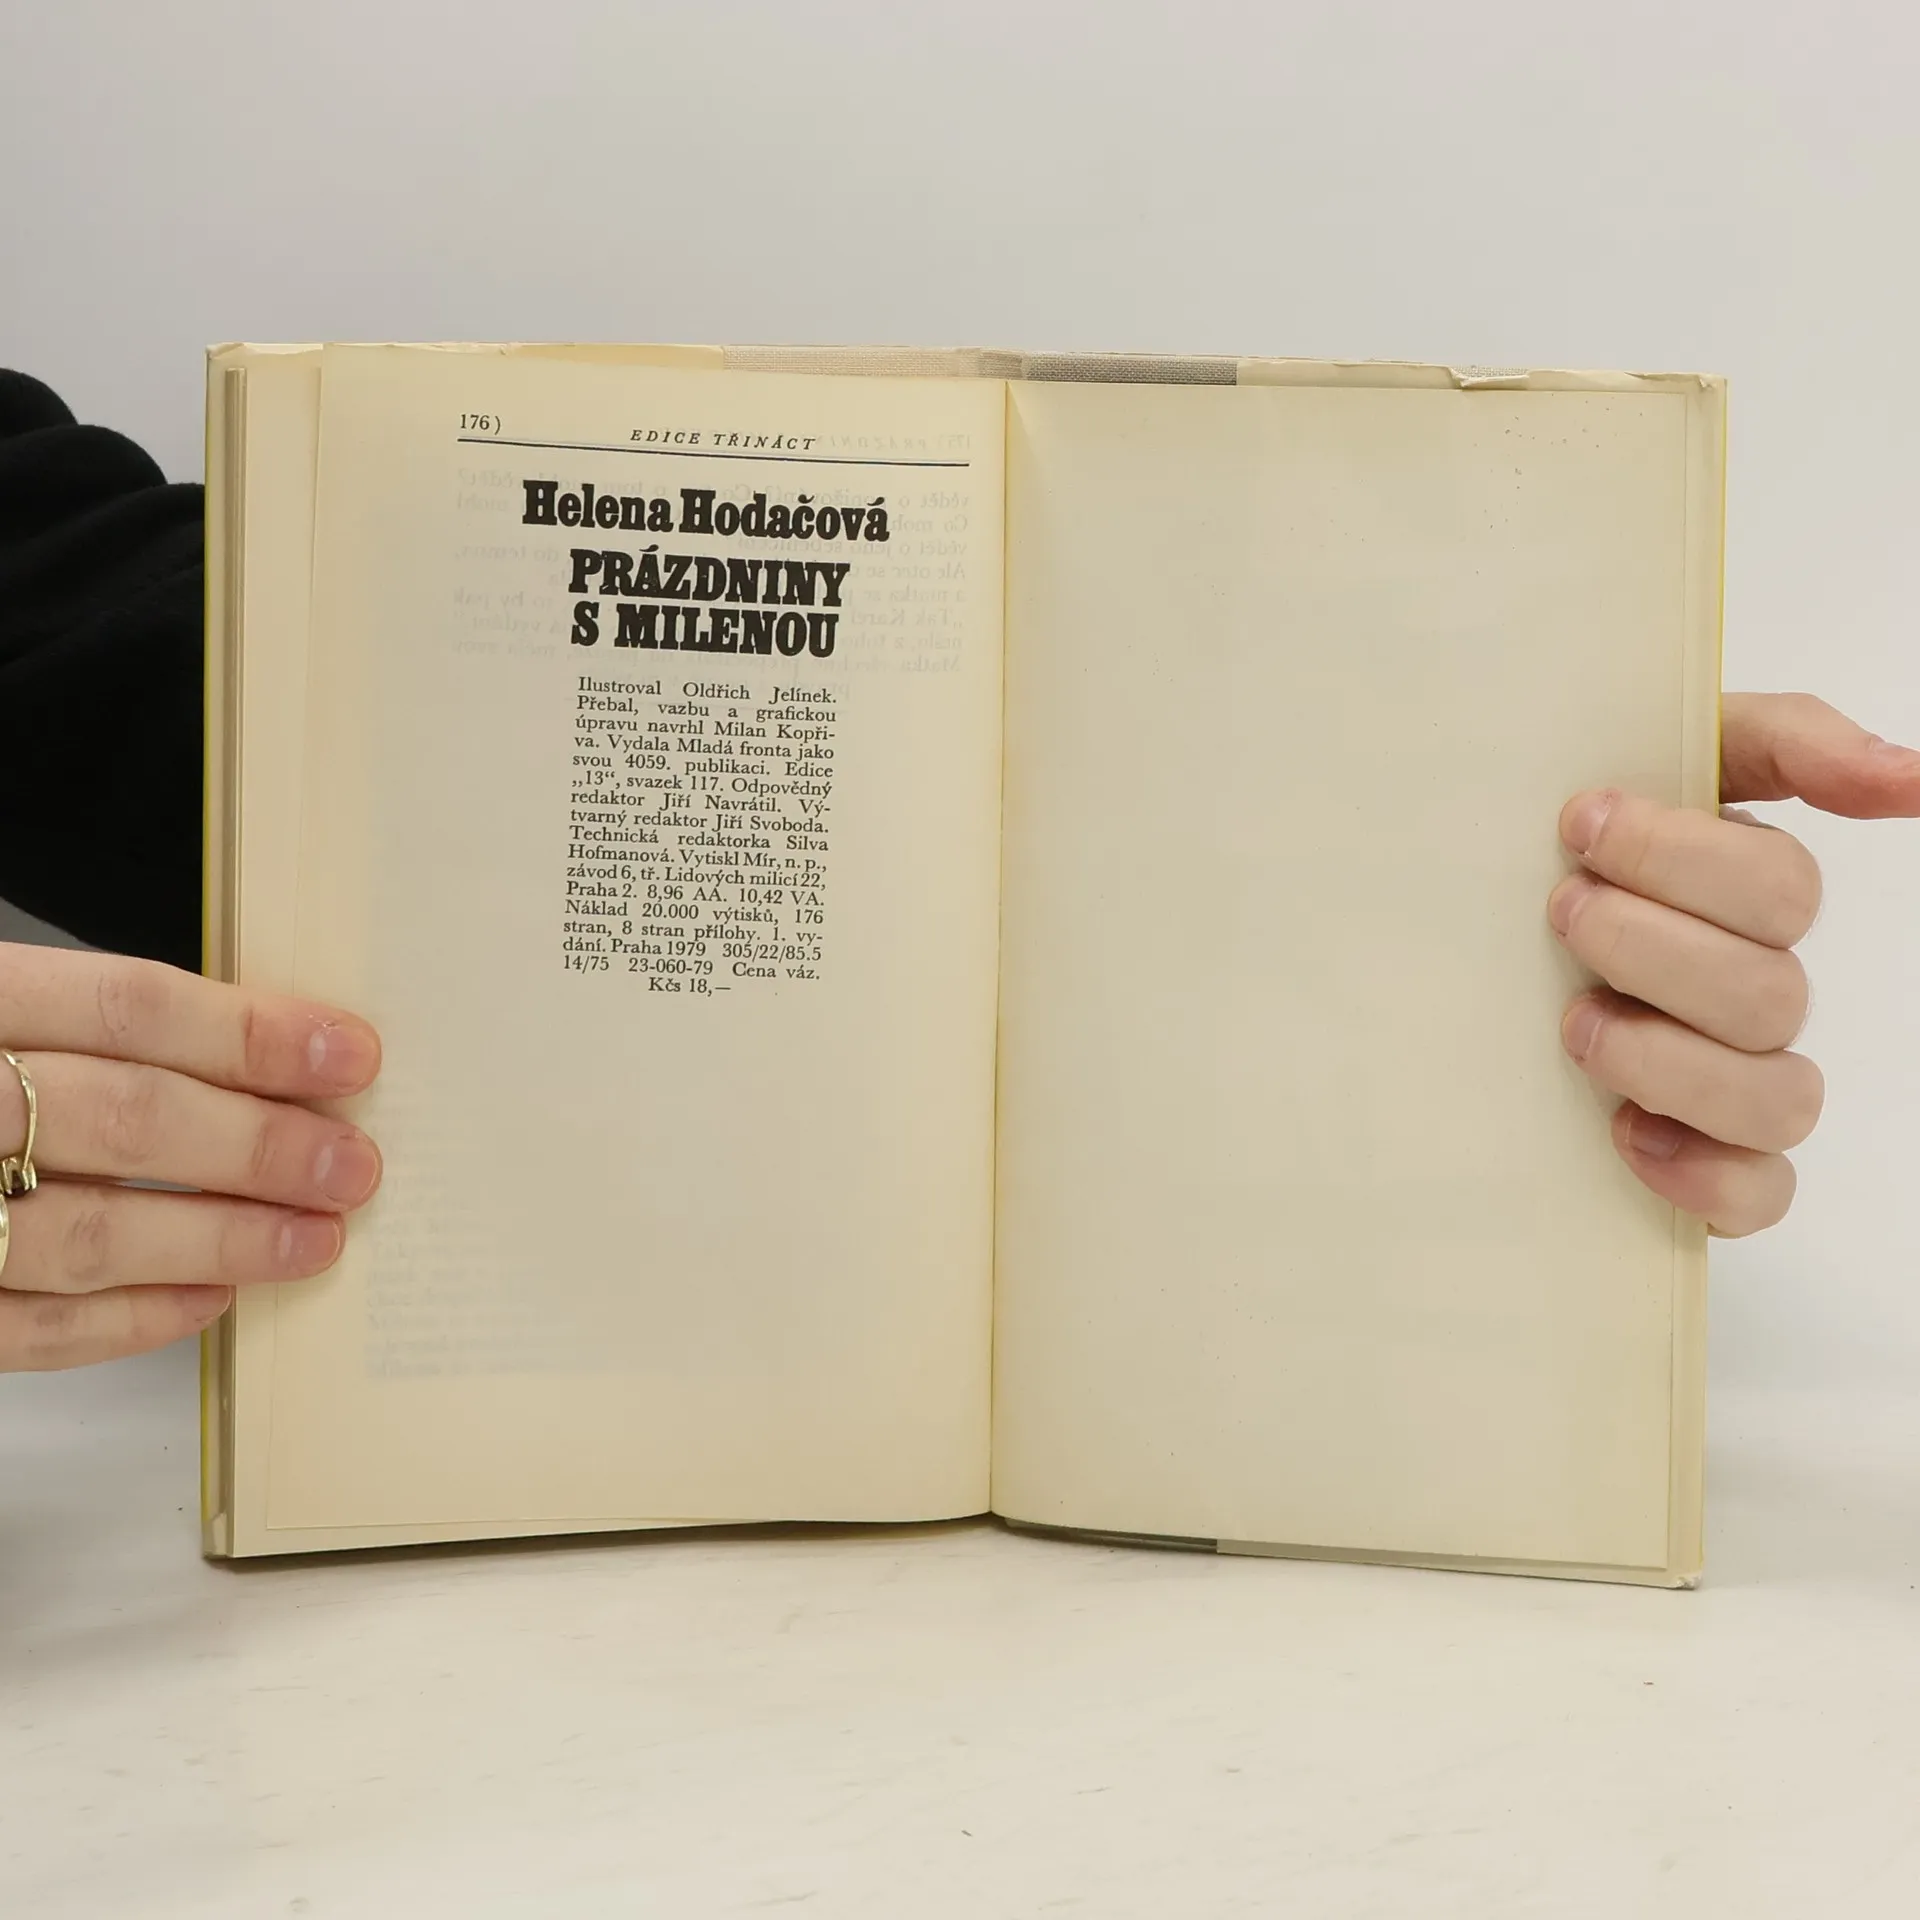 176)
EDICE TŘINÁCT
Helena Hodačová
PRÁZDNINY
S MILENOU
Ilustroval Oldřich Jelínek.
Přebal, vazbu a grafickou
úpravu navrhl Milan Kopři-
va. Vydala Mladá fronta jako
svou 4059. publikaci. Edice
„13“, svazek 117. Odpovědný
redaktor Jiří Navrátil. Vý-
tvarný redaktor Jiří Svoboda.
Technická redaktorka Silva
Hofmanová. Vytiskl Mír, n. p.,
závod 6, tř. Lidových milicí 22,
Praha 2. 8,96 AA. 10,42 VA.
Náklad 20.000 výtisků, 176
stran, 8 stran přílohy. 1. vy-
dání. Praha 1979 305/22/85.5
14/75 23-060-79 Cena váz.
Kčs 18,—